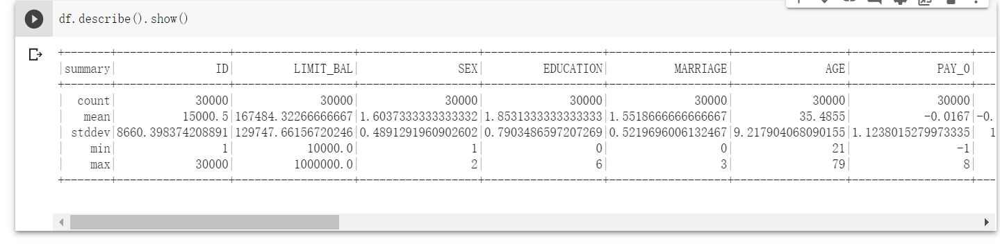 df.describe().show()
+-------+-----------------+------------------+------------------+------------------+------------------+-----------------+------------------+---
|summary|               ID|         LIMIT_BAL|               SEX|         EDUCATION|          MARRIAGE|              AGE|             PAY_0|
+-------+-----------------+------------------+------------------+------------------+------------------+-----------------+------------------+---
|  count|            30000|             30000|             30000|             30000|             30000|            30000|             30000|
|   mean|          15000.5|167484.32266666667|1.6037333333333332|1.8531333333333333|1.5518666666666667|          35.4855|           -0.0167|-0.
| stddev|8660.398374208891|129747.66156720246|0.4891291960902602|0.7903486597207269|0.5219696006132467|9.217904068090155|1.1238015279973335|  1
|    min|                1|           10000.0|                 1|                 0|                 0|               21|                -1|
|    max|            30000|         1000000.0|                 2|                 6|                 3|               79|                 8|
+-------+-----------------+------------------+------------------+------------------+------------------+-----------------+------------------+---